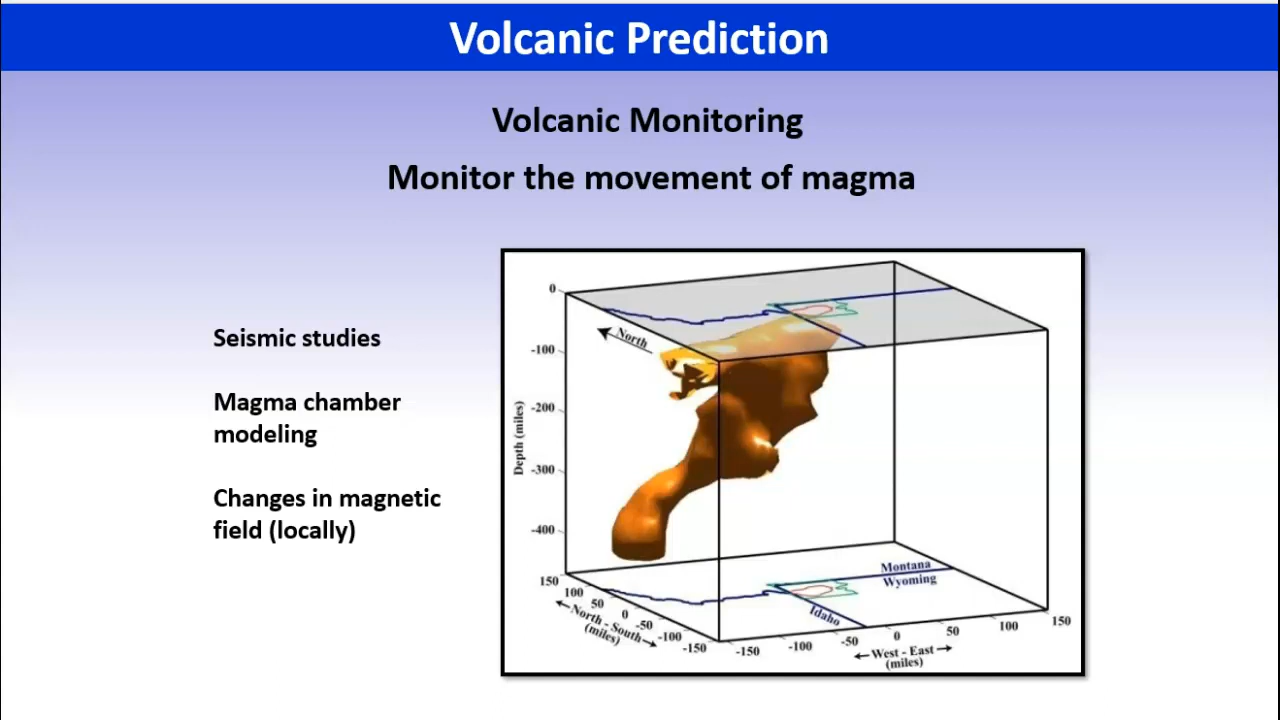 Volcanic Prediction
Volcanic Monitoring
Monitor the movement of magma
Seismic studies
Magma chamber
modeling
Changes in magnetic
field (locally)
0
-100
-200
-300
-400
Depth (miles)
North
150
100
50
0
-50
-100
-150
North - South
(miles)
-150
-100
-50
0
50
100
150
West - East
(miles)
Montana
Wyoming
Idaho